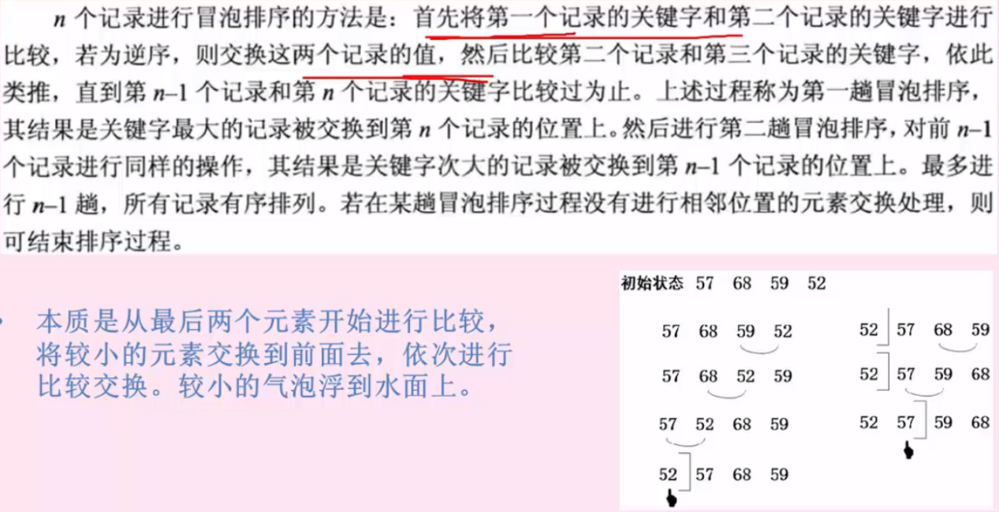 n 个记录进行冒泡排序的方法是：首先将第一个记录的关键字和第二个记录的关键字进行
比较，若为逆序，则交换这两个记录的值，然后比较第二个记录和第三个记录的关键字，依此
类推，直到第 n–1 个记录和第 n 个记录的关键字比较过为止。上述过程称为第一趟冒泡排序，
其结果是关键字最大的记录被交换到第 n 个记录的位置上。然后进行第二趟冒泡排序，对前 n–1
个记录进行同样的操作，其结果是关键字次大的记录被交换到第 n–1 个记录的位置上。最多进
行 n–1 趟，所有记录有序排列。若在某趟冒泡排序过程没有进行相邻位置的元素交换处理，则
可结束排序过程。
本质是从最后两个元素开始进行比较，
将较小的元素交换到前面去，依次进行
比较交换。较小的气泡浮到水面上。
初始状态 57 68 59 52
57 68 59 52
57 68 52 59
57 52 68 59
52 57 68 59
52 57 68 59
52 57 59 68
52 57 59 68